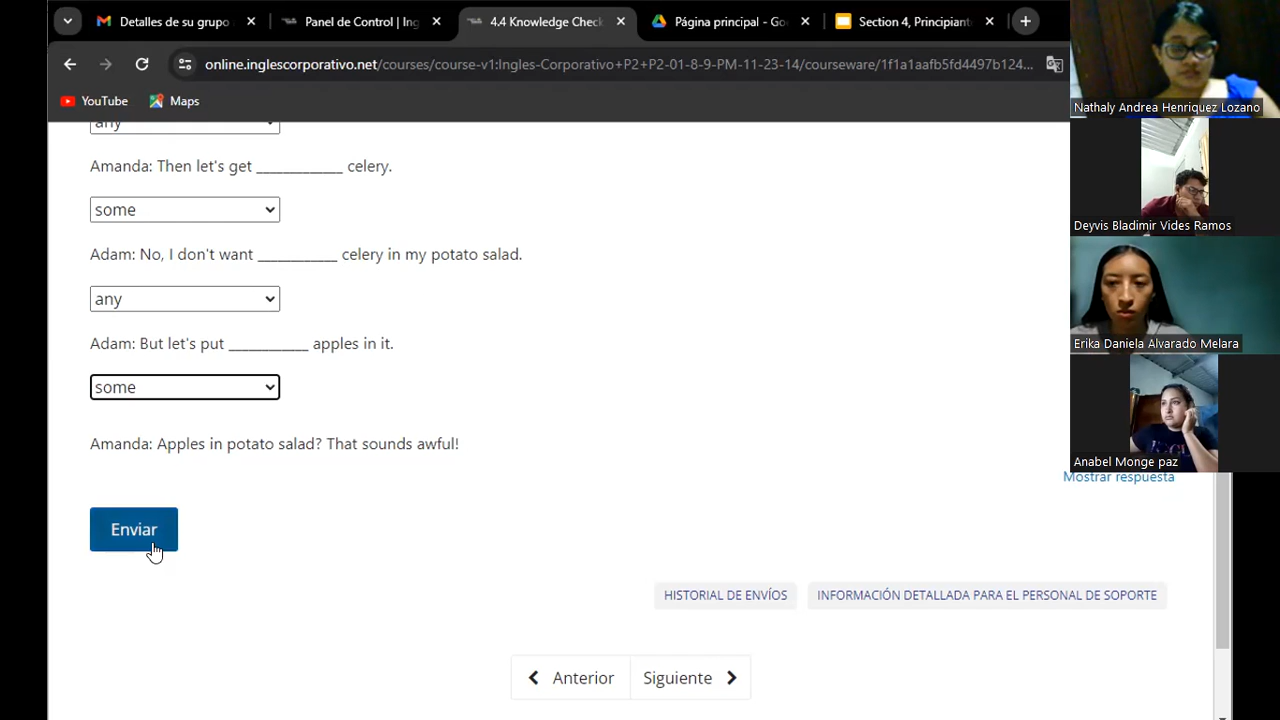 Detalles de su grupo
Panel de Control | Ing
4.4 Knowledge Check
Página principal - Go
Section 4, Principiant
online.inglescorporativo.net/courses/course-v1:Ingles-Corporativo+P2+P2-01-8-9-PM-11-23-14/courseware/1f1a1aafb5fd4497b124...
YouTube
Maps
any
Amanda: Then let's get _____________ celery.
some
Adam: No, I don't want ____________ celery in my potato salad.
any
Adam: But let's put ____________ apples in it.
some
Amanda: Apples in potato salad? That sounds awful!
Mostrar respuesta
Enviar
HISTORIAL DE ENVÍOS
INFORMACIÓN DETALLADA PARA EL PERSONAL DE SOPORTE
Anterior
Siguiente
Nathaly Andrea Henriquez Lozano
Deyvis Bladimir Vides Ramos
Erika Daniela Alvarado Melara
Anabel Monge paz